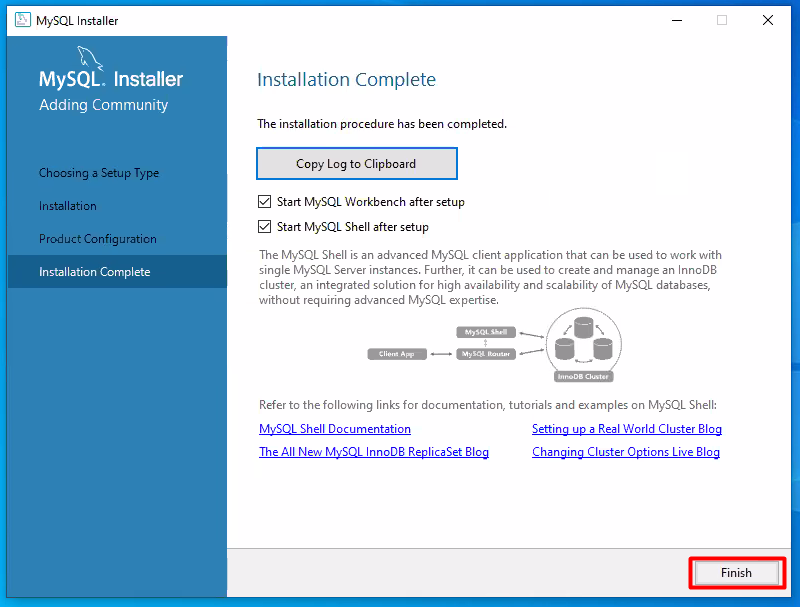 MySQL Installer
MySQL. Installer
Adding Community
Choosing a Setup Type
Installation
Product Configuration
Installation Complete
Installation Complete
The installation procedure has been completed.
Copy Log to Clipboard
Start MySQL Workbench after setup
Start MySQL Shell after setup
The MySQL Shell is an advanced MySQL client application that can be used to work with
single MySQL Server instances. Further, it can be used to create and manage an InnoDB
cluster, an integrated solution for high availability and scalability of MySQL databases,
without requiring advanced MySQL expertise.
MySQL Shell
Client App
MySQL Router
InnoDB Cluster
Refer to the following links for documentation, tutorials and examples on MySQL Shell:
MySQL Shell Documentation
Setting up a Real World Cluster Blog
The All New MySQL InnoDB ReplicaSet Blog
Changing Cluster Options Live Blog
Finish